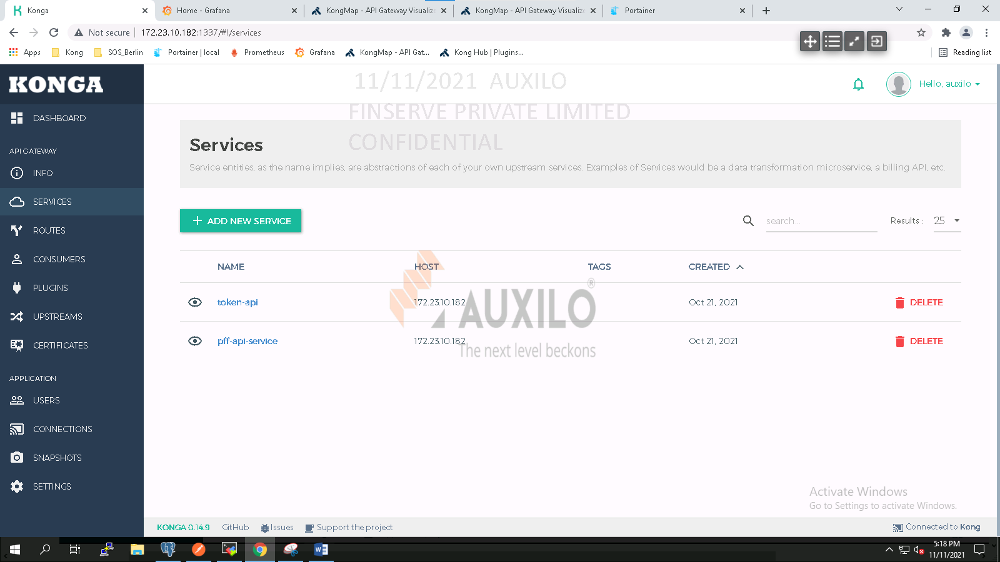 Konga
Home - Grafana
KongMap - API Gateway Visualize
KongMap - API Gateway Visualize
Portainer
Not secure
172.23.10.182:1337/#!/services
Apps
Kong
SOS_Berlin
Portainer | local
Prometheus
Grafana
KongMap - API Gat...
Kong Hub | Plugins...
Reading list
KONGA
11/11/2021 AUXILO
FINSERVE PRIVATE LIMITED
CONFIDENTIAL
Hello, auxilo
DASHBOARD
API GATEWAY
INFO
SERVICES
ROUTES
CONSUMERS
PLUGINS
UPSTREAMS
CERTIFICATES
APPLICATION
USERS
CONNECTIONS
SNAPSHOTS
SETTINGS
Services
Service entities, as the name implies, are abstractions of each of your own upstream services. Examples of Services would be a data transformation microservice, a billing API, etc.
+ ADD NEW SERVICE
search...
Results :
25
NAME
HOST
TAGS
CREATED
token-api
172.23.10.182
Oct 21, 2021
DELETE
AUXILO®
pff-api-service
172.23.10.182
Oct 21, 2021
DELETE
The next level beckons
Activate Windows
Go to Settings to activate Windows.
KONGA 0.14.9
GitHub
Issues
Support the project
Connected to Kong
5:18 PM
11/11/2021